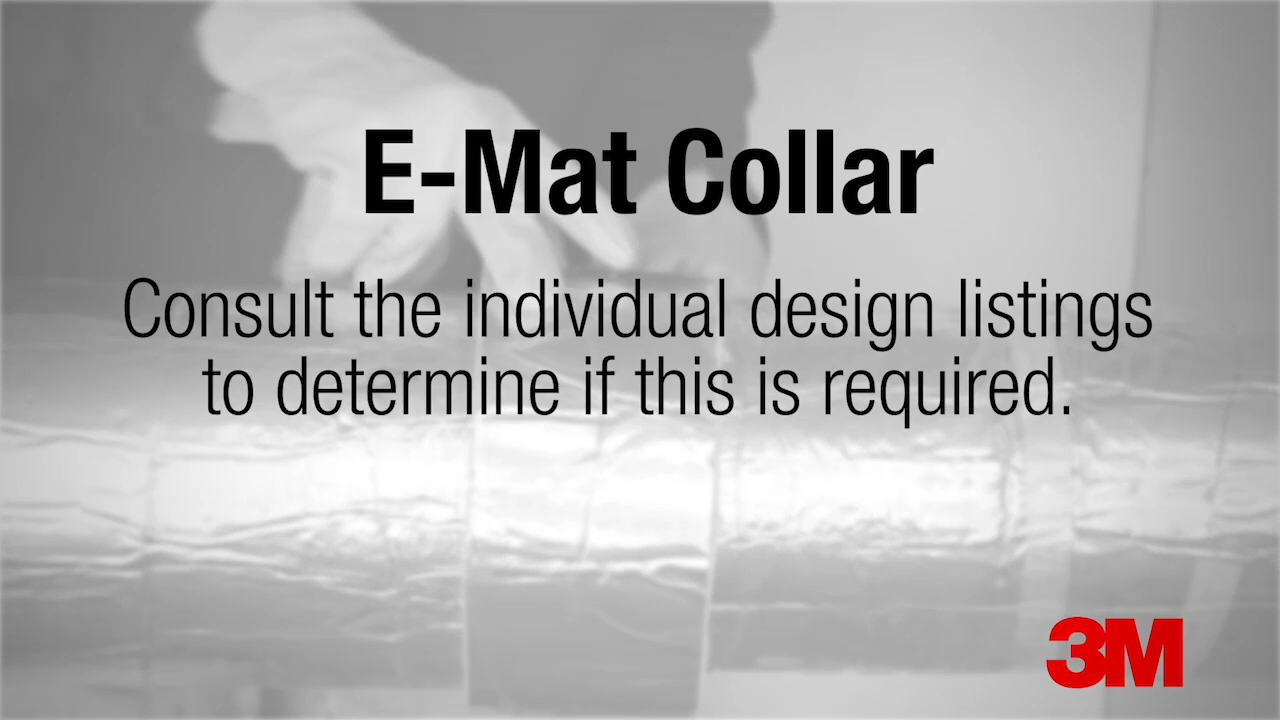 E-Mat Collar
Consult the individual design listings
to determine if this is required.
3M